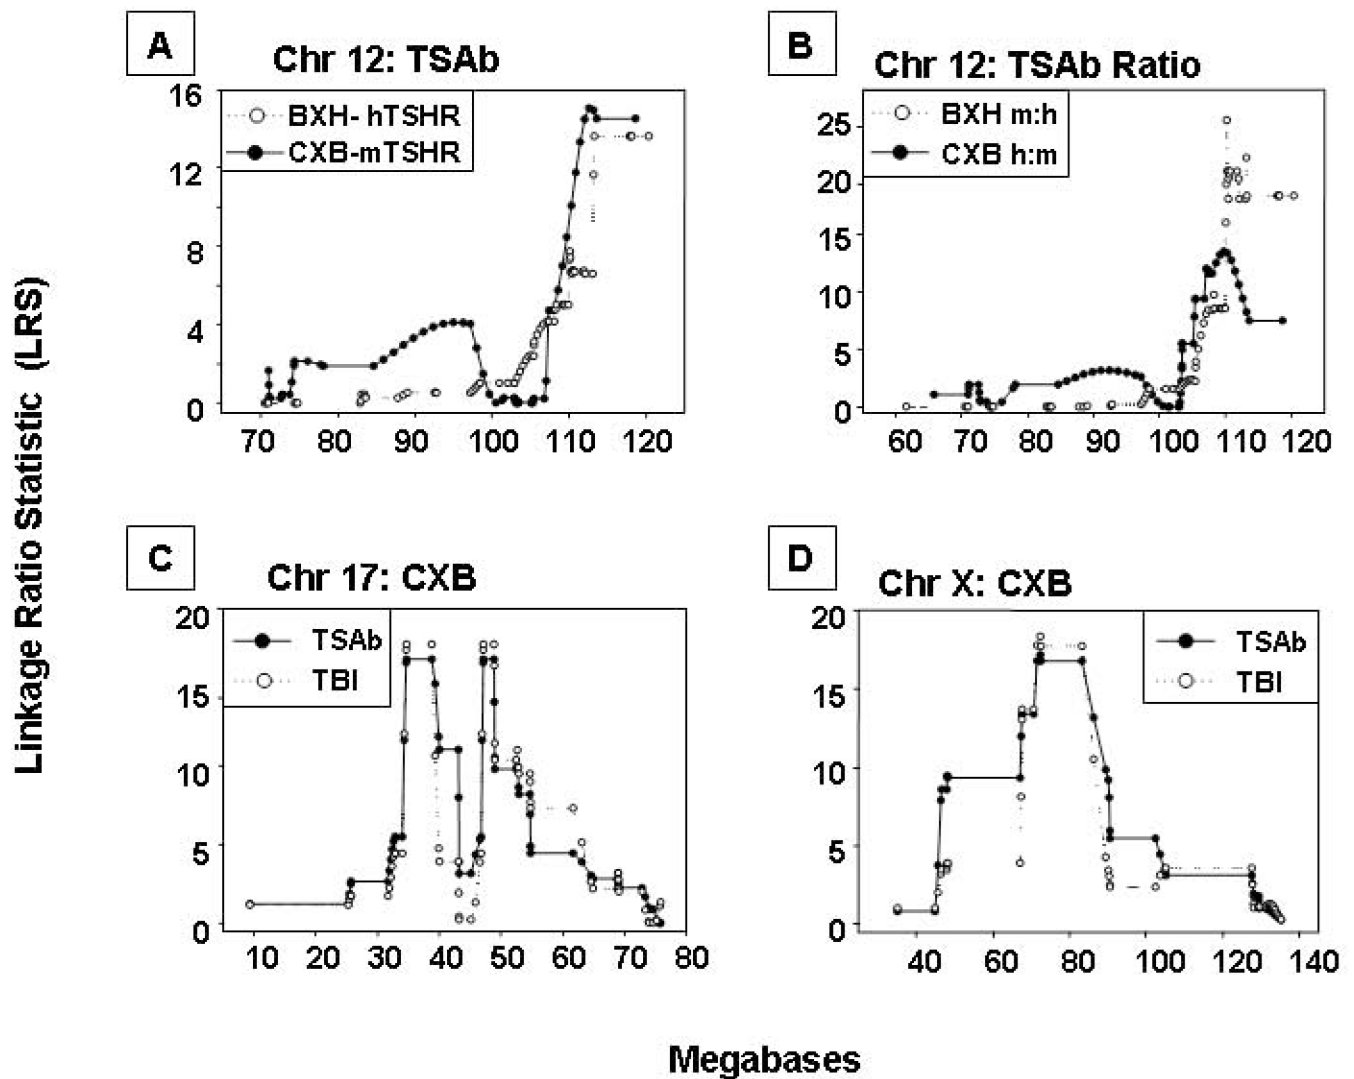 A
Chr 12: TSAb
BXH- hTSHR
CXB-mTSHR
16
12
8
4
0
70 80 90 100 110 120
B
Chr 12: TSAb Ratio
BXH m:h
CXB h:m
25
20
15
10
5
0
60 70 80 90 100 110 120
Linkage Ratio Statistic (LRS)
C
Chr 17: CXB
TSAb
TBI
20
15
10
5
0
10 20 30 40 50 60 70 80
D
Chr X: CXB
TSAb
TBI
20
15
10
5
0
40 60 80 100 120 140
Megabases